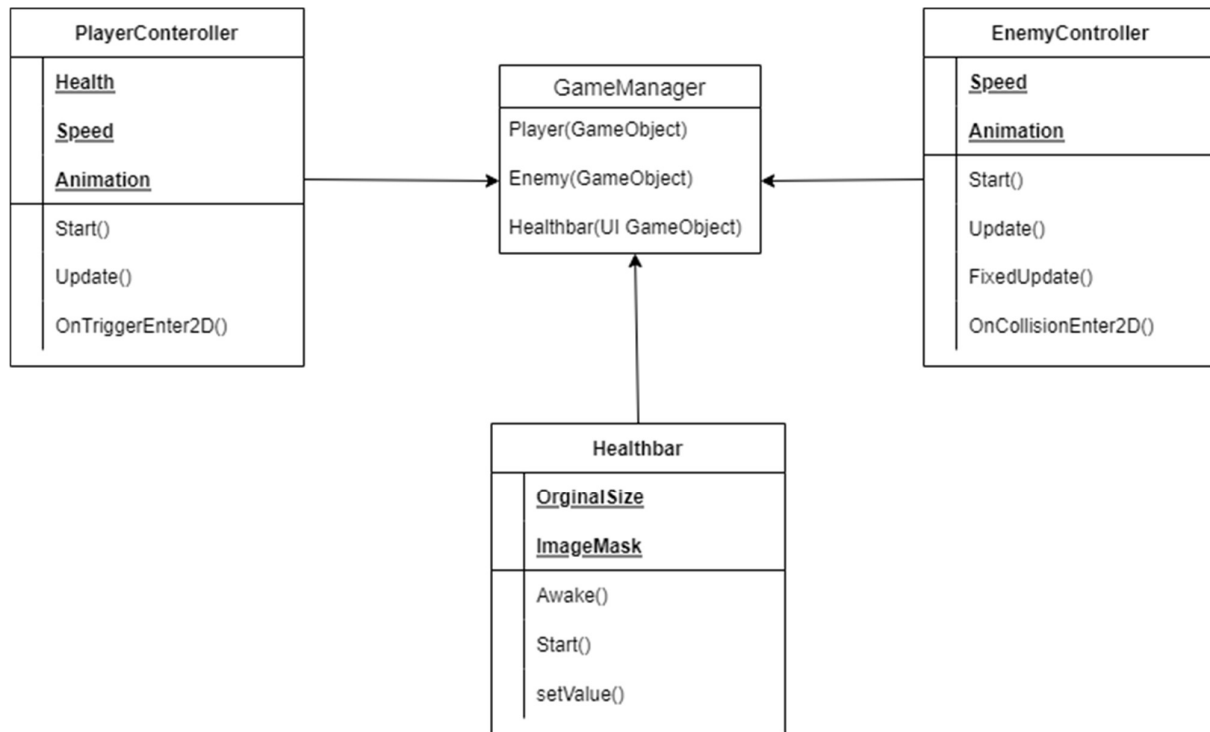 PlayerConteroller
Health
Speed
Animation
Start()
Update()
OnTriggerEnter2D()
GameManager
Player(GameObject)
Enemy(GameObject)
Healthbar(UI GameObject)
EnemyController
Speed
Animation
Start()
Update()
FixedUpdate()
OnCollisionEnter2D()
Healthbar
OrginalSize
ImageMask
Awake()
Start()
setValue()